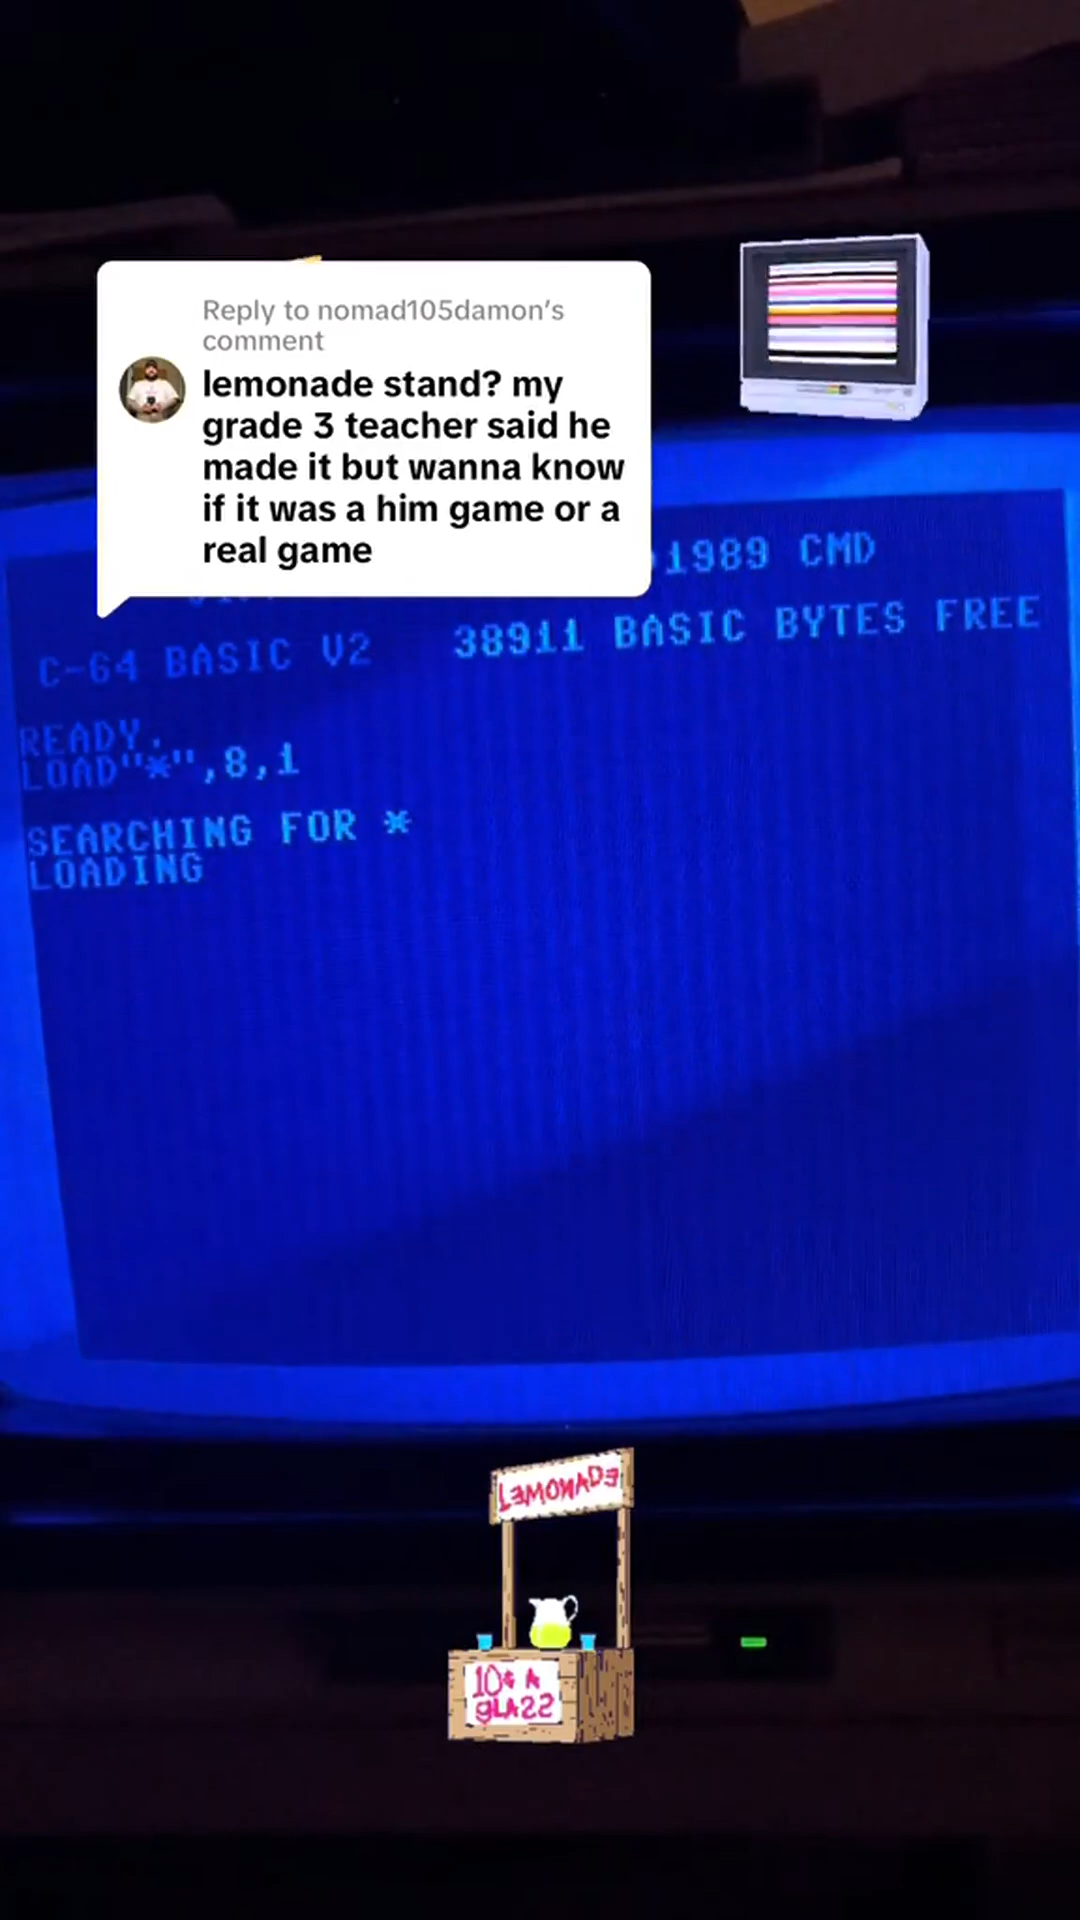 Reply to nomad105damon's
comment
lemonade stand? my
grade 3 teacher said he
made it but wanna know
if it was a him game or a
real game
1989 CMD
C-64 BASIC V2 38911 BASIC BYTES FREE
READY.
LOAD"*",8,1
SEARCHING FOR *
LOADING
LEMONADE
10¢ A
gLASS